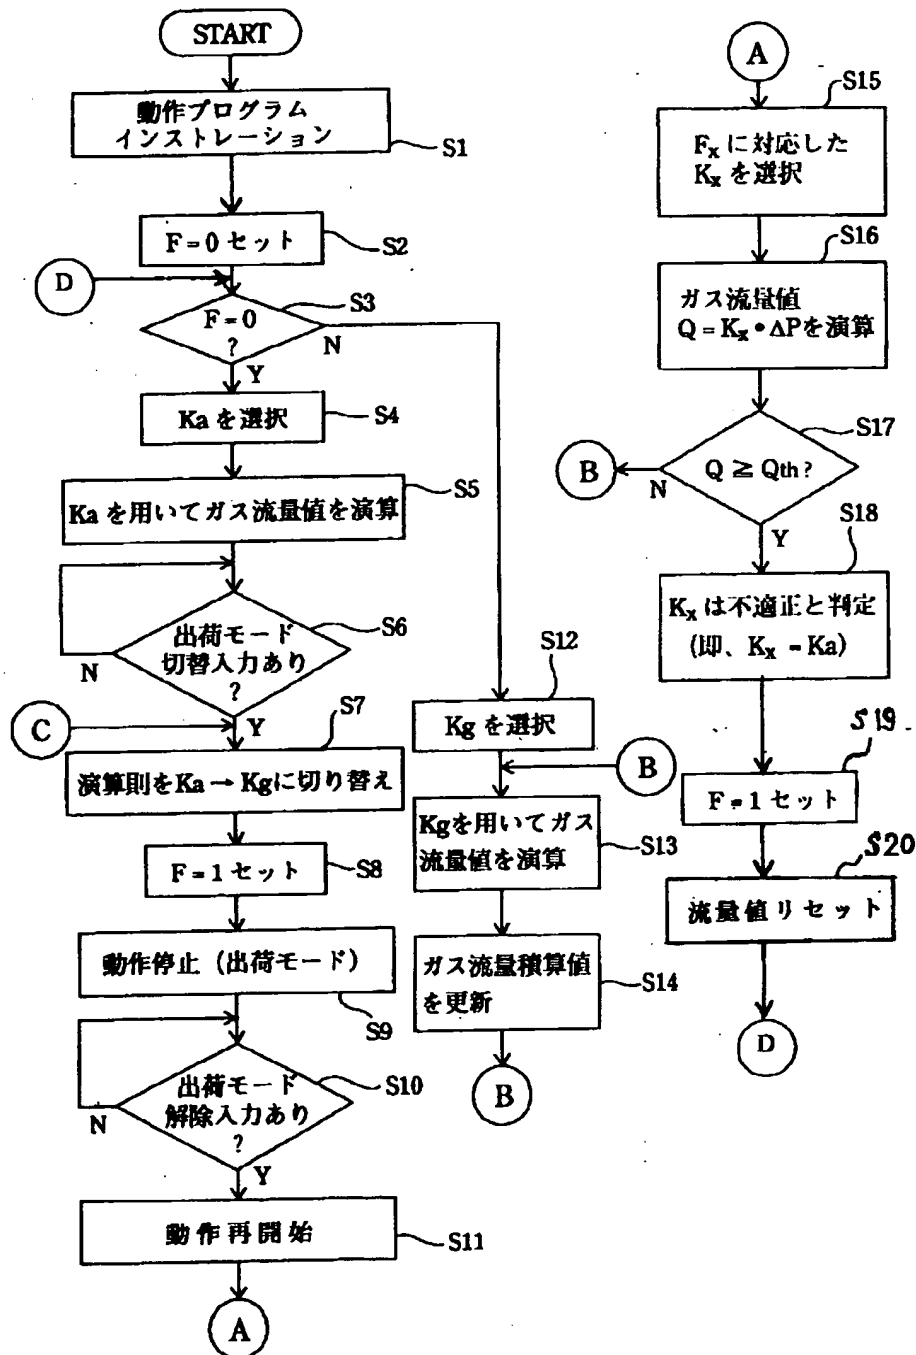 START
動作プログラム
インストレーション
S1
F=0 セット
S2
D
S3
F=0
?
N
Y
Ka を選択
S4
S5
Ka を用いてガス流量値を演算
出荷モード
切替入力あり
?
S6
N
Y
C
S7
演算則をKa → Kgに切り替え
F=1 セット
S8
動作停止 (出荷モード)
S9
出荷モード
解除入力あり
?
S10
N
Y
動作再開始
S11
A
S12
Kg を選択
B
Kgを用いてガス
流量値を演算
S13
ガス流量積算値
を更新
S14
B
A
S15
Fx に対応した
Kx を選択
S16
ガス流量値
Q = Kx・ΔPを演算
S17
Q ≧ Qth ?
B
N
Y
S18
Kx は不適正と判定
(即、Kx = Ka)
S19
F=1 セット
S20
流量値リセット
D